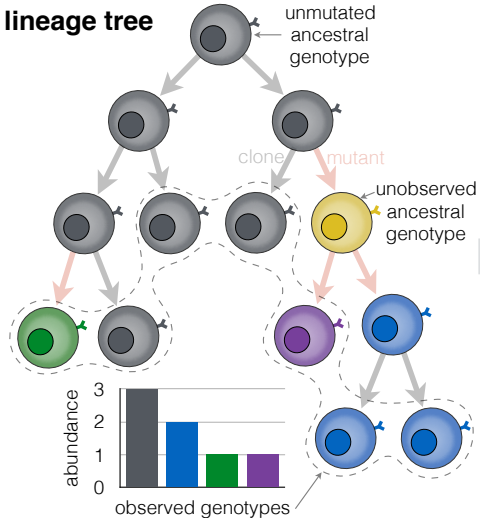 lineage tree
unmutated
ancestral
genotype
clone
mutant
unobserved
ancestral
genotype
abundance
3
2
1
0
observed genotypes